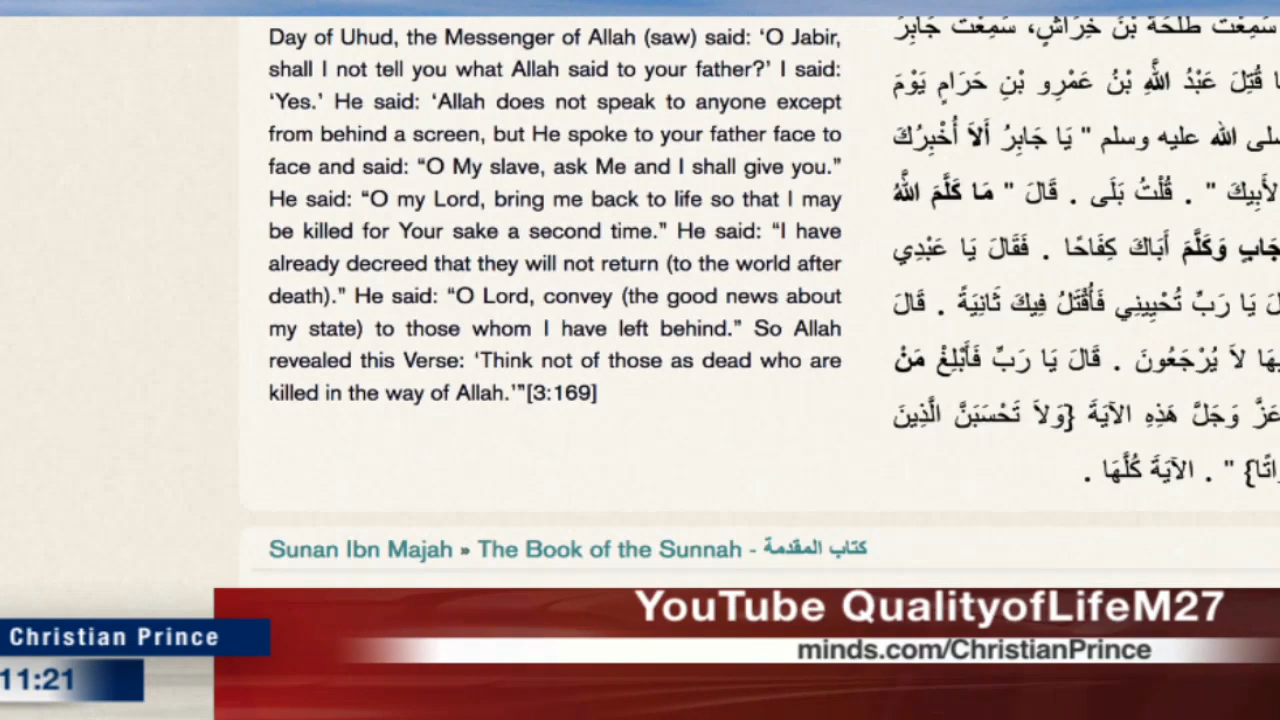 Day of Uhud, the Messenger of Allah (saw) said: ‘O Jabir,
shall I not tell you what Allah said to your father?’ I said:
‘Yes.’ He said: ‘Allah does not speak to anyone except
from behind a screen, but He spoke to your father face to
face and said: “O My slave, ask Me and I shall give you.”
He said: “O my Lord, bring me back to life so that I may
be killed for Your sake a second time.” He said: “I have
already decreed that they will not return (to the world after
death).” He said: “O Lord, convey (the good news about
my state) to those whom I have left behind.” So Allah
revealed this Verse: ‘Think not of those as dead who are
killed in the way of Allah.’”[3:169]
سَمِعْتُ طَلْحَةَ بْنَ خِرَاشٍ، سَمِعْتُ جَابِرَ
قُتِلَ عَبْدُ اللَّهِ بْنُ عَمْرِو بْنِ حَرَامٍ يَوْمَ
الله عليه وسلم " يَا جَابِرُ أَلاَ أُخْبِرُكَ
لأَبِيكَ " . قُلْتُ بَلَى . قَالَ " مَا كَلَّمَ اللَّهُ
وَكَلَّمَ أَبَاكَ كِفَاحًا . فَقَالَ يَا عَبْدِي
يَا رَبِّ تُحْيِينِي فَأُقْتَلُ فِيكَ ثَانِيَةً . قَالَ
لاَ يُرْجَعُونَ . قَالَ يَا رَبِّ فَأَبْلِغْ مَنْ
عَزَّ وَجَلَّ هَذِهِ الآيَةَ {وَلاَ تَحْسَبَنَّ الَّذِينَ
} " . الآيَةَ كُلَّهَا .
Sunan Ibn Majah » The Book of the Sunnah - كتاب المقدمة
YouTube QualityofLifeM27
Christian Prince
minds.com/ChristianPrince
11:21